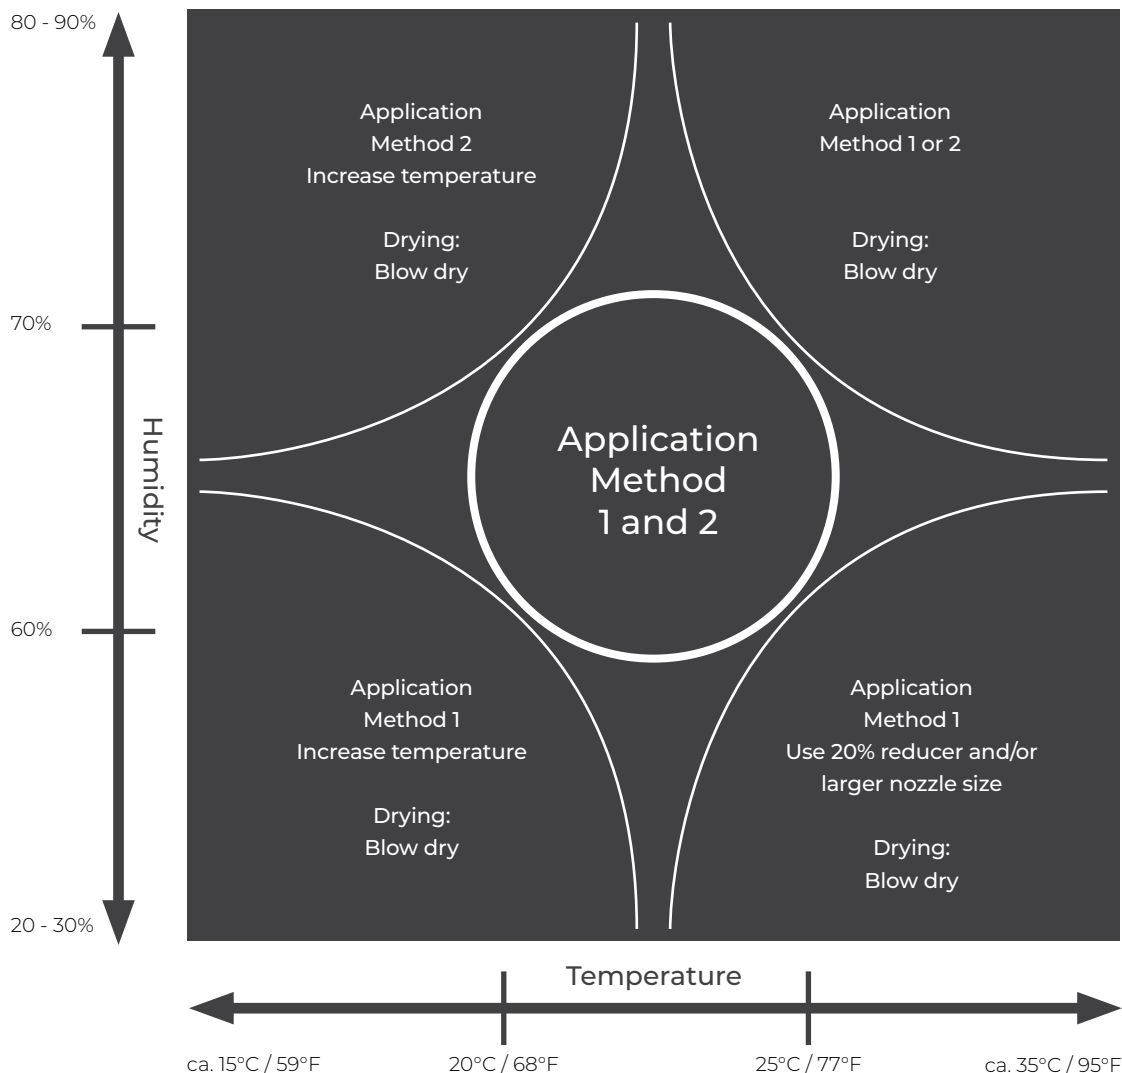 80 - 90%
Application
Method 2
Increase temperature
Drying:
Blow dry
Application
Method 1 or 2
Drying:
Blow dry
70%
Humidity
Application
Method
1 and 2
60%
Application
Method 1
Increase temperature
Drying:
Blow dry
Application
Method 1
Use 20% reducer and/or
larger nozzle size
Drying:
Blow dry
20 - 30%
Temperature
ca. 15°C / 59°F
20°C / 68°F
25°C / 77°F
ca. 35°C / 95°F